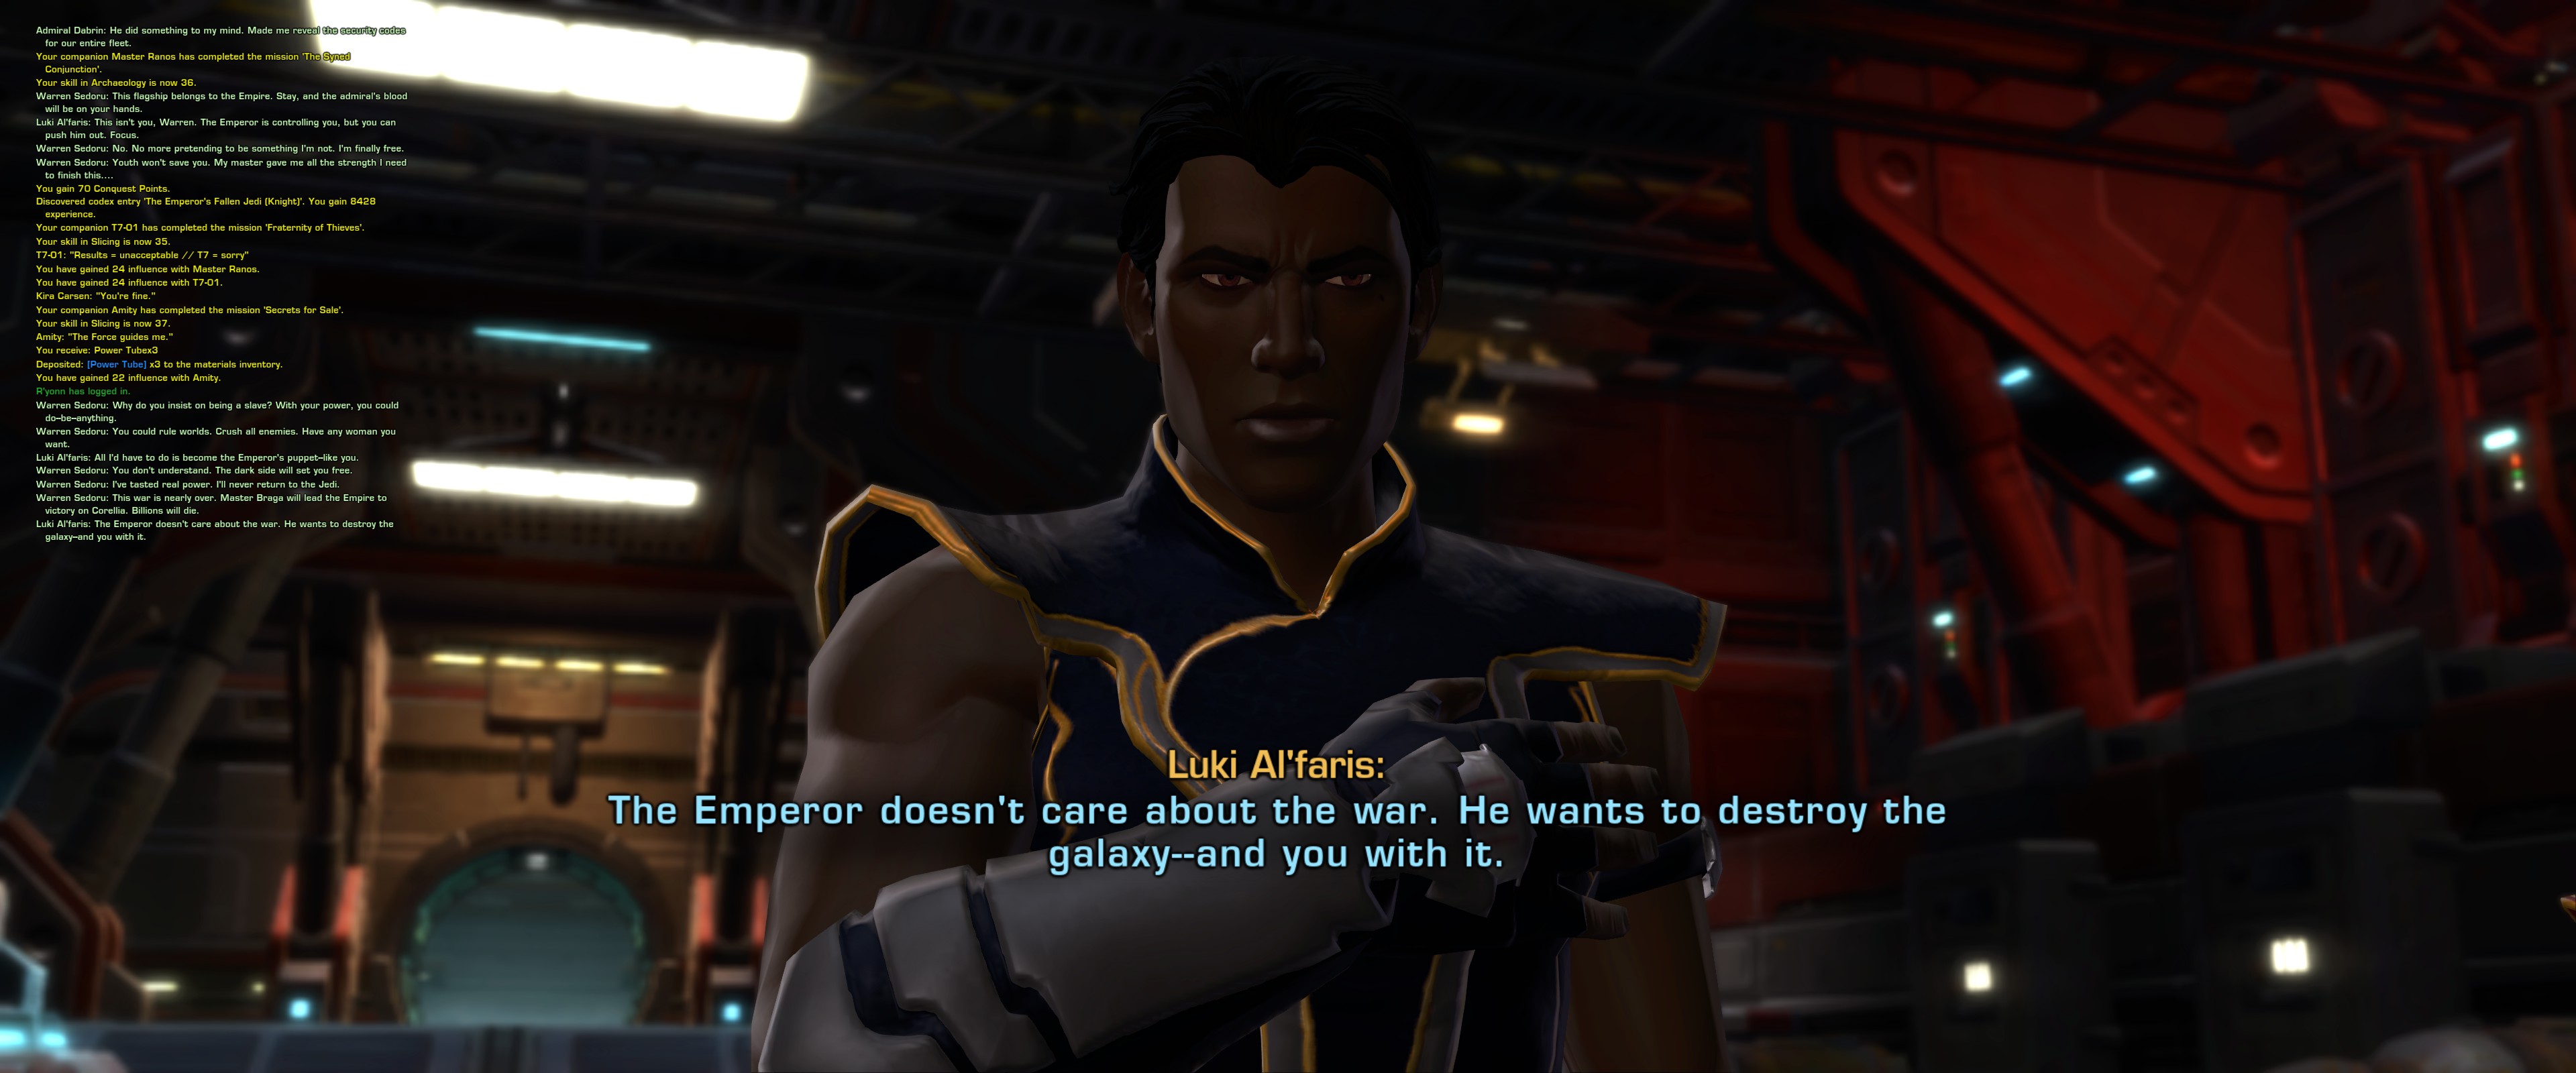 Admiral Dabrin: He did something to my mind. Made me reveal the security codes
for our entire fleet.
Your companion Master Ranos has completed the mission 'The Syned
Conjunction'.
Your skill in Archaeology is now 36.
Warren Sedoru: This flagship belongs to the Empire. Stay, and the admiral's blood
will be on your hands.
Luki Al'faris: This isn't you, Warren. The Emperor is controlling you, but you can
push him out. Focus.
Warren Sedoru: No. No more pretending to be something I'm not. I'm finally free.
Warren Sedoru: Youth won't save you. My master gave me all the strength I need
to finish this....
You gain 70 Conquest Points.
Discovered codex entry 'The Emperor's Fallen Jedi (Knight)'. You gain 8428
experience.
Your companion T7-01 has completed the mission 'Fraternity of Thieves'.
Your skill in Slicing is now 35.
T7-01: "Results = unacceptable // T7 = sorry"
You have gained 24 influence with Master Ranos.
You have gained 24 influence with T7-01.
Kira Carsen: "You're fine."
Your companion Amity has completed the mission 'Secrets for Sale'.
Your skill in Slicing is now 37.
Amity: "The Force guides me."
You receive: Power Tubex3
Deposited: [Power Tube] x3 to the materials inventory.
You have gained 22 influence with Amity.
R'yonn has logged in.
Warren Sedoru: Why do you insist on being a slave? With your power, you could
do--be--anything.
Warren Sedoru: You could rule worlds. Crush all enemies. Have any woman you
want.
Luki Al'faris: All I'd have to do is become the Emperor's puppet--like you.
Warren Sedoru: You don't understand. The dark side will set you free.
Warren Sedoru: I've tasted real power. I'll never return to the Jedi.
Warren Sedoru: This war is nearly over. Master Braga will lead the Empire to
victory on Corellia. Billions will die.
Luki Al'faris: The Emperor doesn't care about the war. He wants to destroy the
galaxy--and you with it.
Luki Al'faris:
The Emperor doesn't care about the war. He wants to destroy the
galaxy--and you with it.